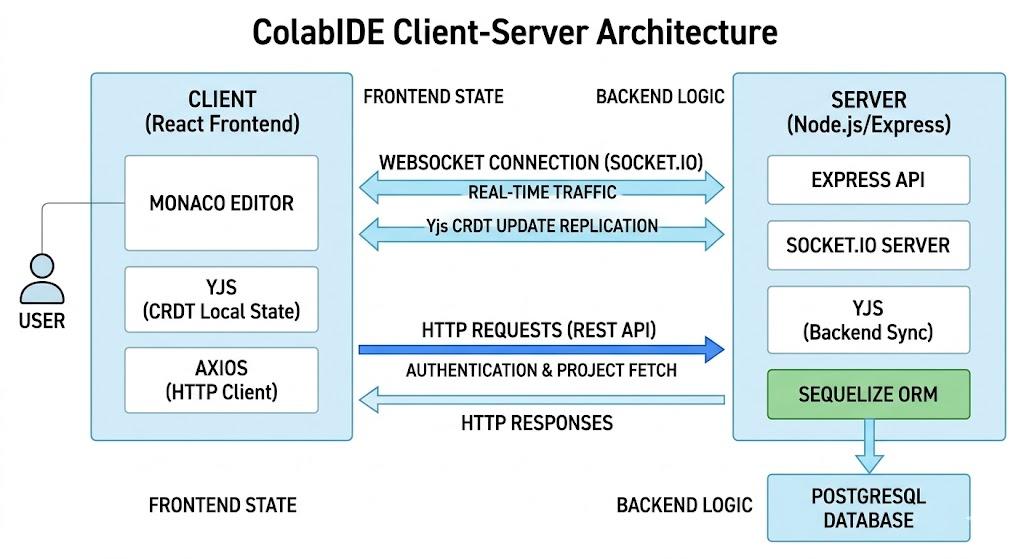 ColabIDE Client-Server Architecture
CLIENT
(React Frontend)
MONACO EDITOR
YJS
(CRDT Local State)
AXIOS
(HTTP Client)
USER
FRONTEND STATE
BACKEND LOGIC
WEBSOCKET CONNECTION (SOCKET.IO)
REAL-TIME TRAFFIC
Yjs CRDT UPDATE REPLICATION
HTTP REQUESTS (REST API)
AUTHENTICATION & PROJECT FETCH
HTTP RESPONSES
SERVER
(Node.js/Express)
EXPRESS API
SOCKET.IO SERVER
YJS
(Backend Sync)
SEQUELIZE ORM
FRONTEND STATE
BACKEND LOGIC
POSTGRESQL
DATABASE